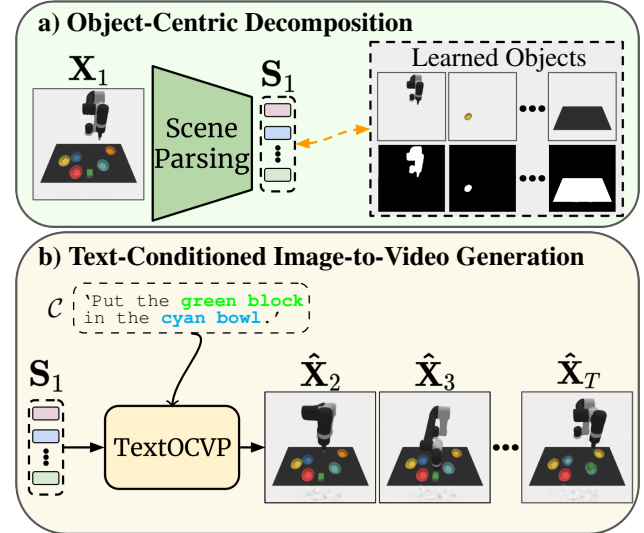 a) Object-Centric Decomposition
X₁
S₁
Learned Objects
Scene
Parsing
b) Text-Conditioned Image-to-Video Generation
C
‘Put the green block
in the cyan bowl.’
S₁
X̂₂
X̂₃
X̂_T
TextOCVP